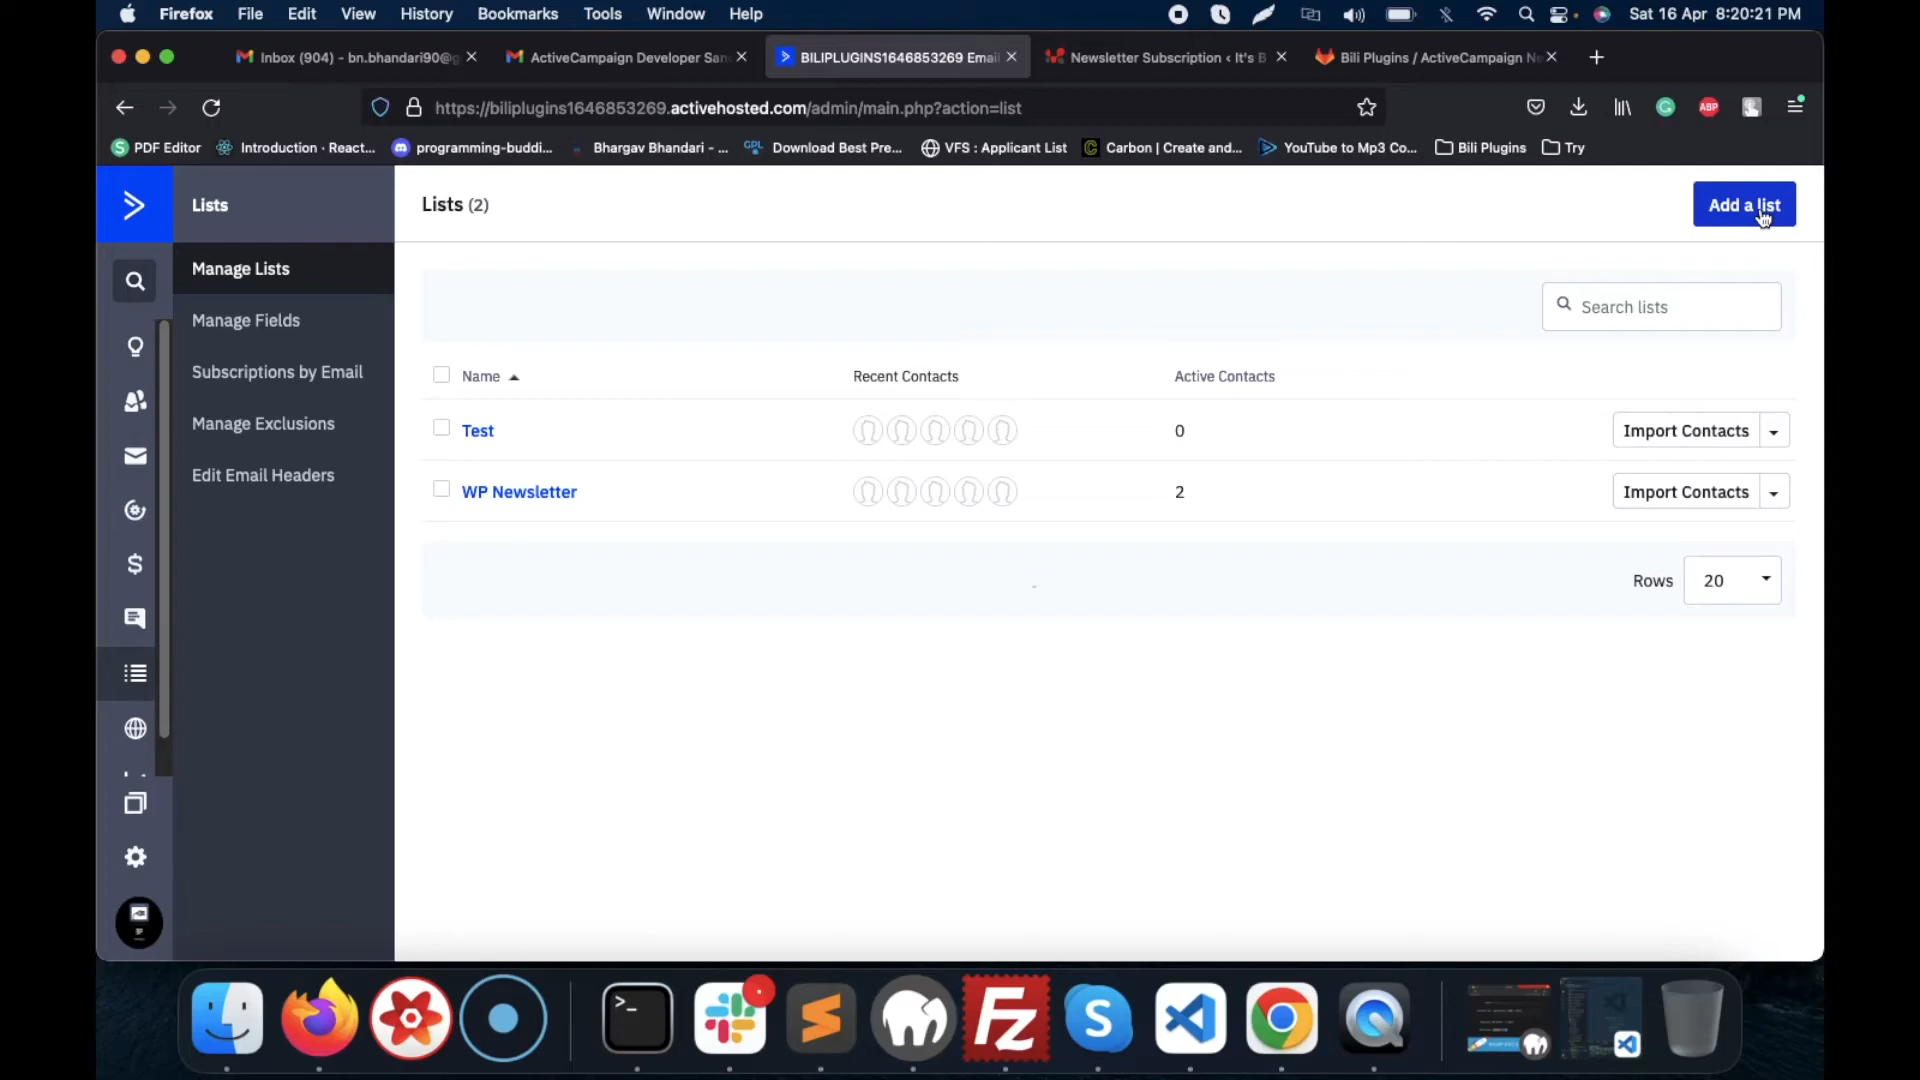 Firefox File Edit View History Bookmarks Tools Window Help Sat 16 Apr 8:20:21 PM
Inbox (904) - bn.bhandari90@g ActiveCampaign Developer San BILIPLUGINS1646853269 Email Newsletter Subscription ‹ It's B Bili Plugins / ActiveCampaign Ne
https://biliplugins1646853269.activehosted.com/admin/main.php?action=list ABP
PDF Editor Introduction · React... programming-buddi... Bhargav Bhandari - ... GPL Download Best Pre... VFS : Applicant List Carbon | Create and... YouTube to Mp3 Co... Bili Plugins Try
Lists
Lists (2)
Add a list
Manage Lists
Manage Fields
Subscriptions by Email
Manage Exclusions
Edit Email Headers
Search lists
Name Recent Contacts Active Contacts
Test 0 Import Contacts
WP Newsletter 2 Import Contacts
-
Rows 20